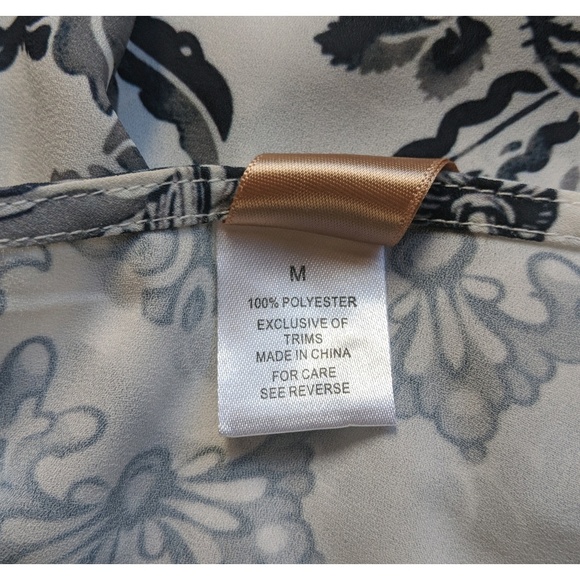 M
100% POLYESTER
EXCLUSIVE OF
TRIMS
MADE IN CHINA
FOR CARE
SEE REVERSE